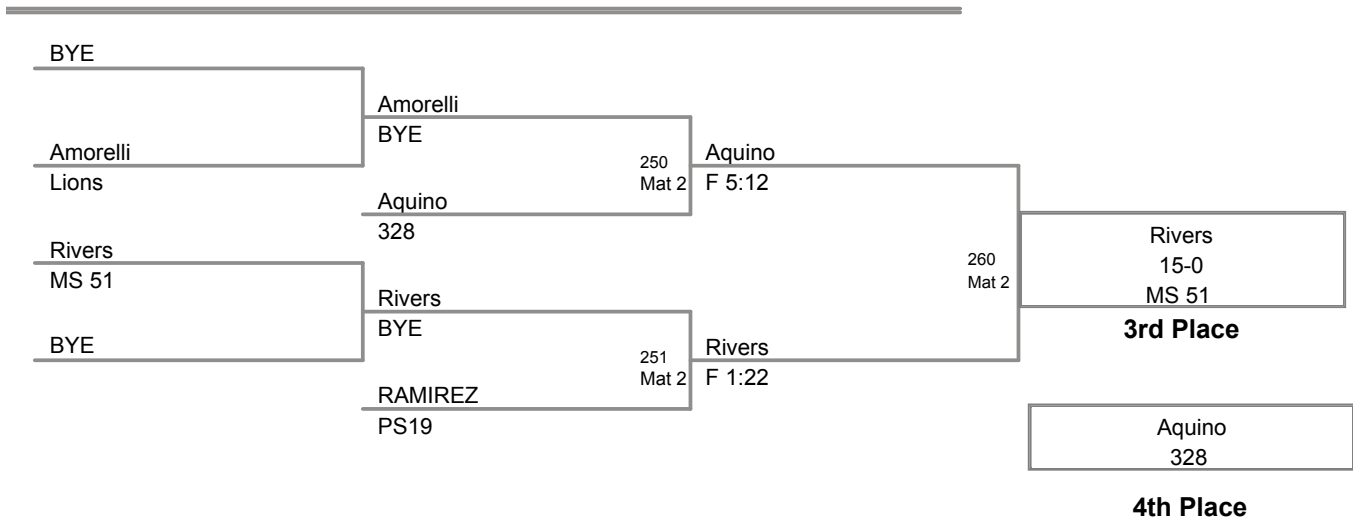 BYE
Amorelli
BYE
Amorelli
Lions
250
Mat 2
Aquino
F 5:12
Aquino
328
Rivers
MS 51
260
Mat 2
Rivers
15-0
MS 51
3rd Place
Rivers
BYE
BYE
251
Mat 2
Rivers
F 1:22
RAMIREZ
PS19
Aquino
328
4th Place